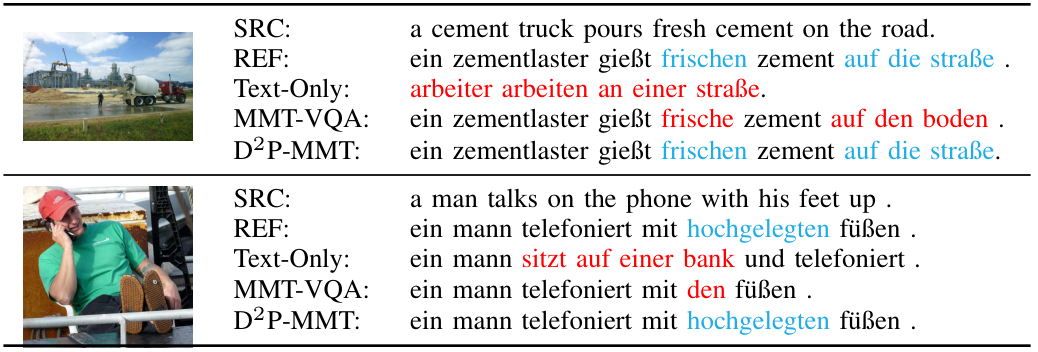 SRC: a cement truck pours fresh cement on the road.
REF: ein zementlaster gießt frischen zement auf die straße .
Text-Only: arbeiter arbeiten an einer straße.
MMT-VQA: ein zementlaster gießt frische zement auf den boden .
D²P-MMT: ein zementlaster gießt frischen zement auf die straße.
SRC: a man talks on the phone with his feet up .
REF: ein mann telefoniert mit hochgelegten füßen .
Text-Only: ein mann sitzt auf einer bank und telefoniert .
MMT-VQA: ein mann telefoniert mit den füßen .
D²P-MMT: ein mann telefoniert mit hochgelegten füßen .